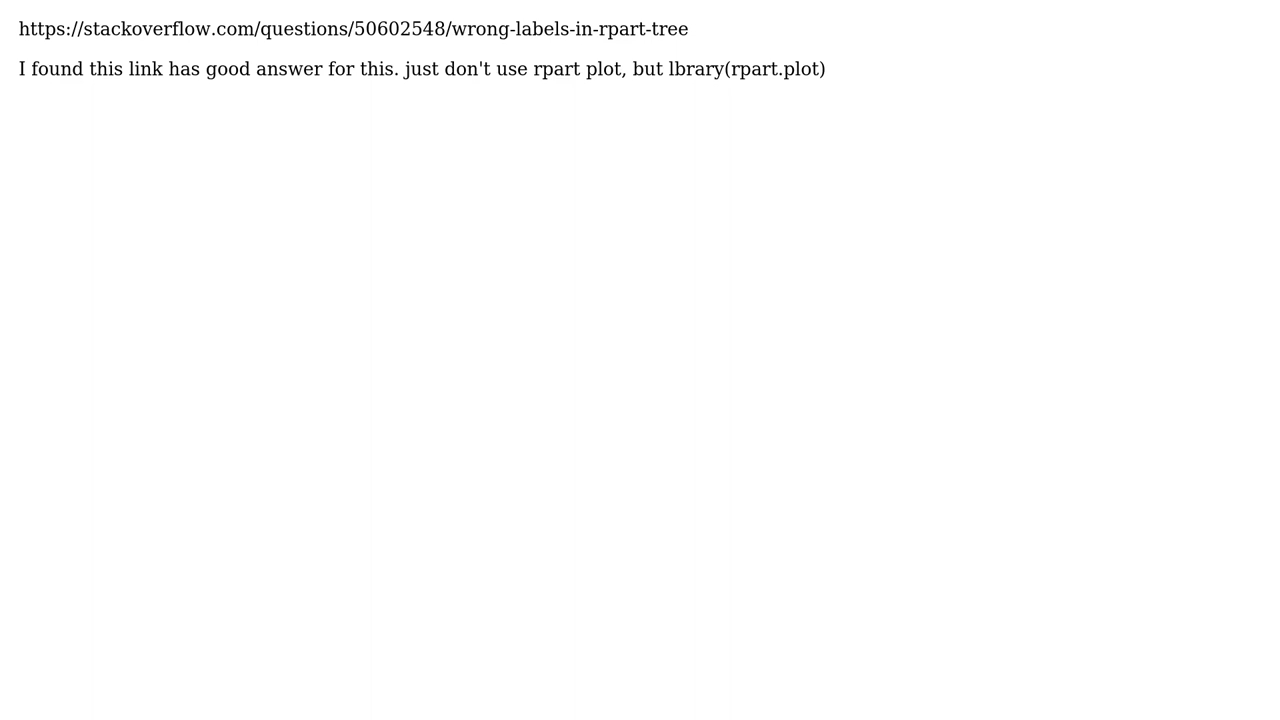 https://stackoverflow.com/questions/50602548/wrong-labels-in-rpart-tree
I found this link has good answer for this. just don't use rpart plot, but lbrary(rpart.plot)